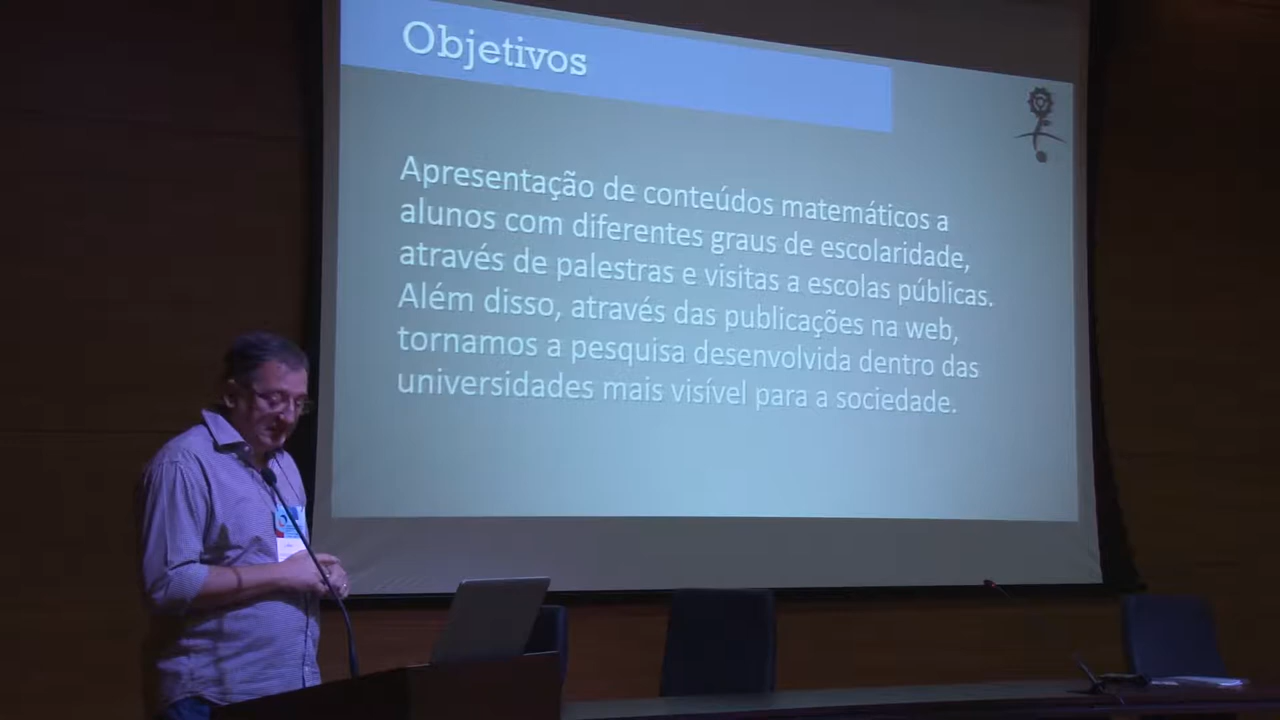 Objetivos
Apresentação de conteúdos matemáticos a
alunos com diferentes graus de escolaridade,
através de palestras e visitas a escolas públicas.
Além disso, através das publicações na web,
tornamos a pesquisa desenvolvida dentro das
universidades mais visível para a sociedade.